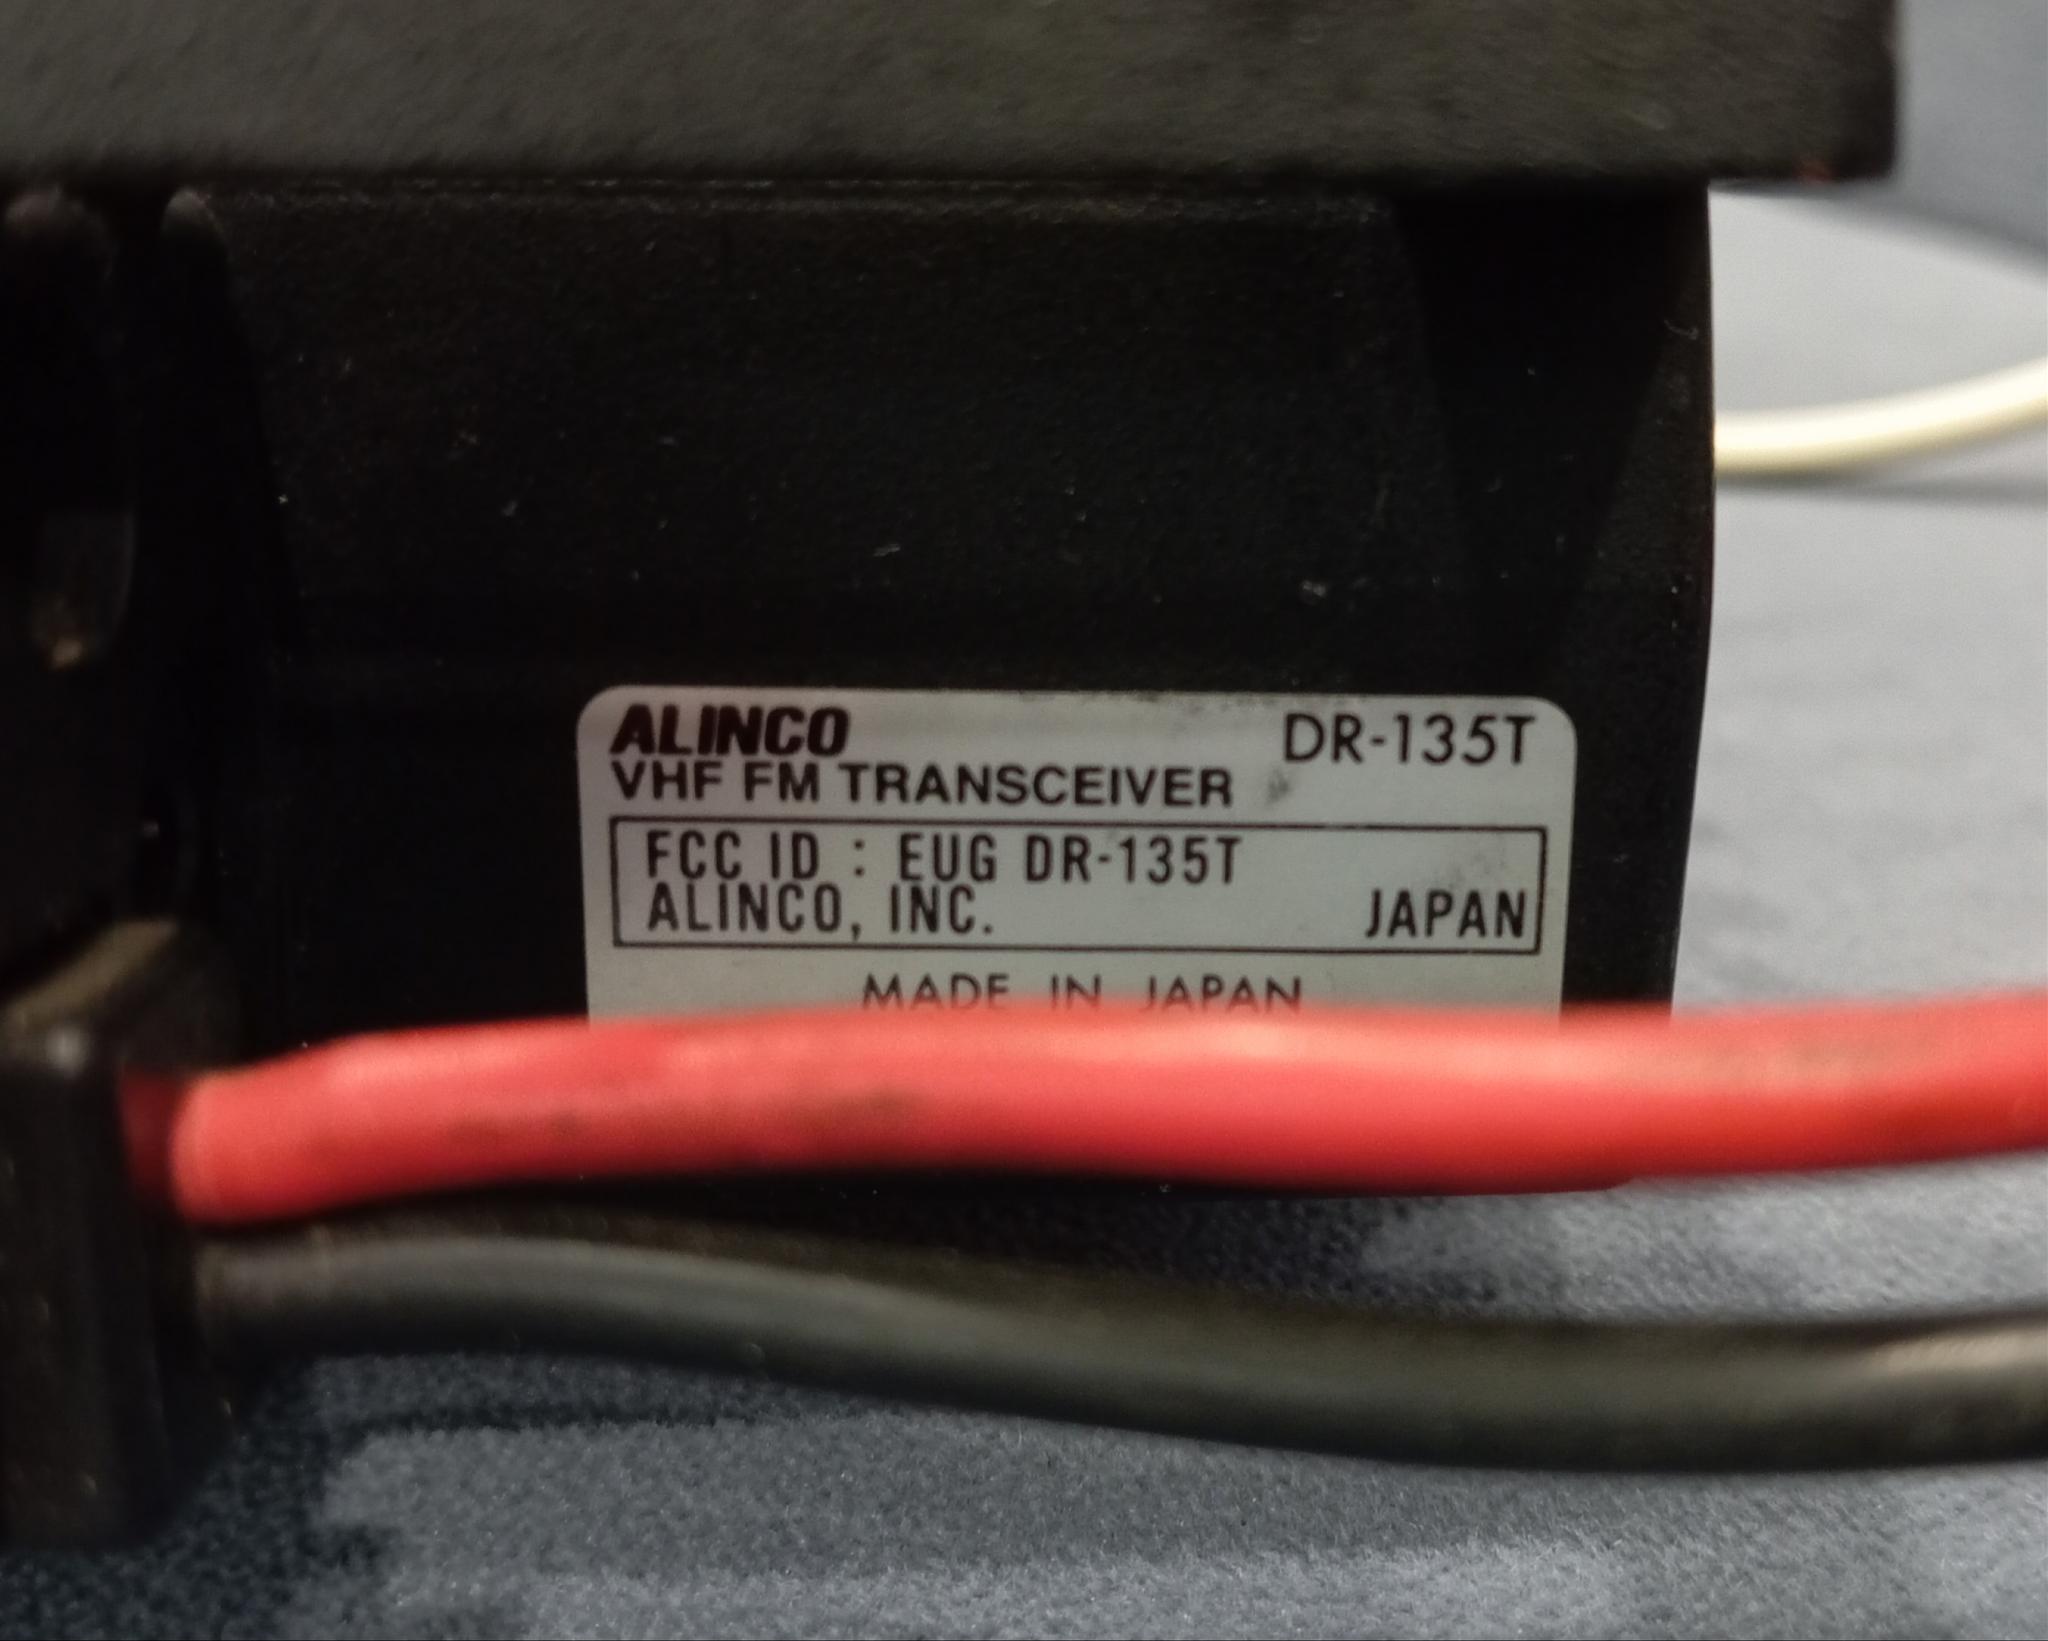 ALINCO DR-135T
VHF FM TRANSCEIVER
FCC ID : EUG DR-135T
ALINCO, INC. JAPAN
MADE IN JAPAN